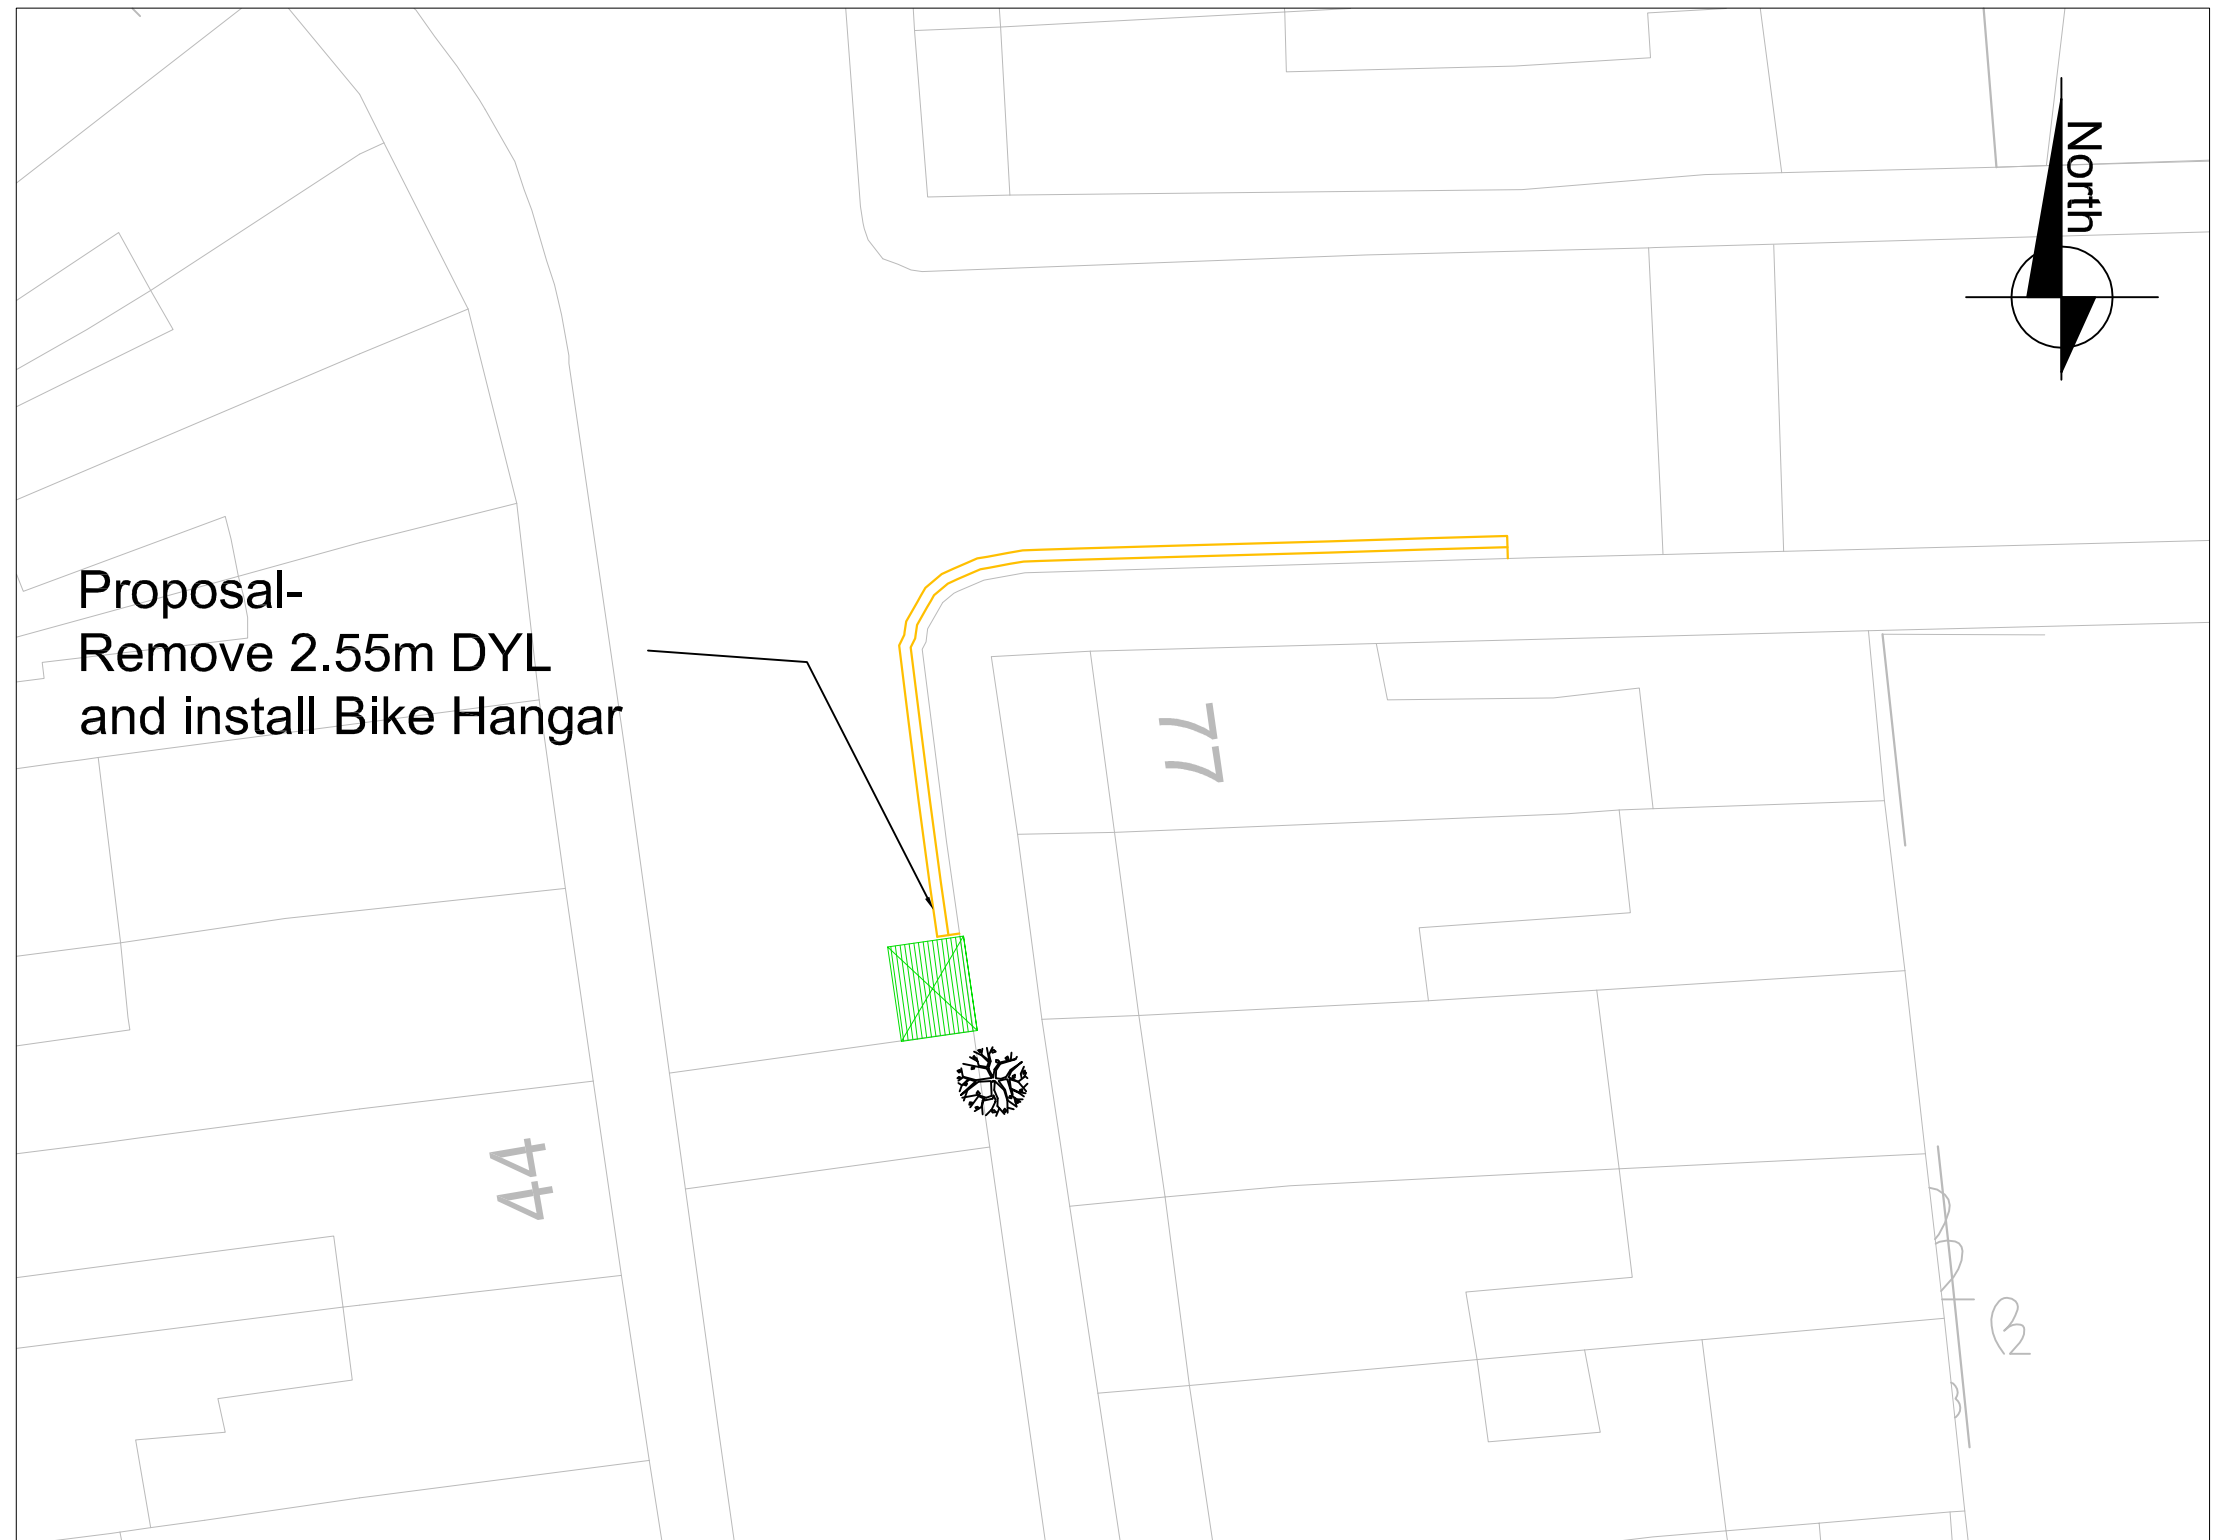 North
Proposal-
Remove 2.55m DYL
and install Bike Hangar
77
44